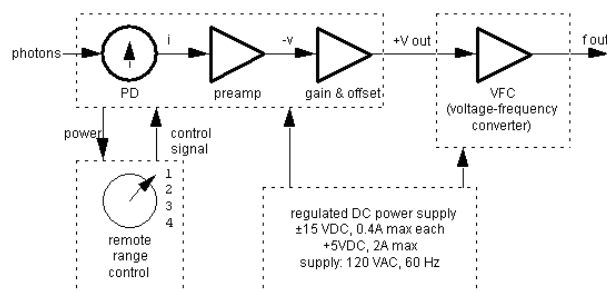 photons
i
-v
+V out
f out
PD
preamp
gain & offset
VFC
(voltage-frequency
converter)
power
control
signal
1
2
3
4
remote
range
control
regulated DC power supply
±15 VDC, 0.4A max each
+5VDC, 2A max
supply: 120 VAC, 60 Hz